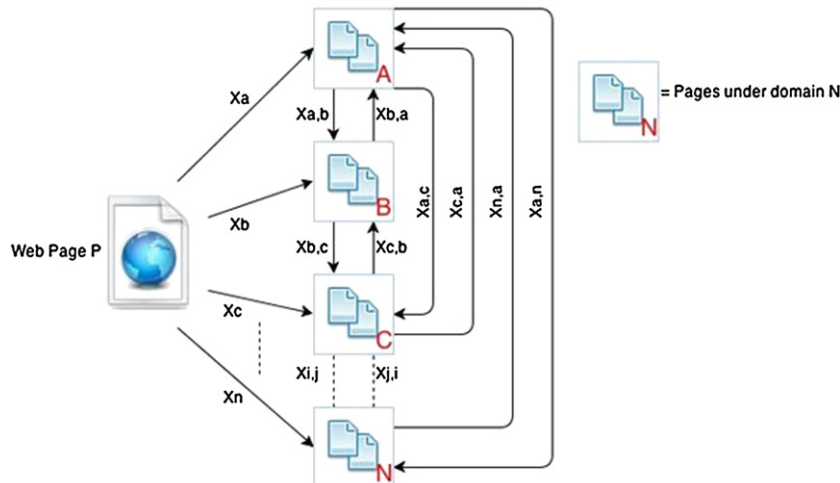 A
N
= Pages under domain N
Xa
Xa,b
Xb,a
B
Xb
Xa,c
Xc,a
Xn,a
Xa,n
Web Page P
Xb,c
Xc,b
Xc
C
Xi,j
Xj,i
Xn
N